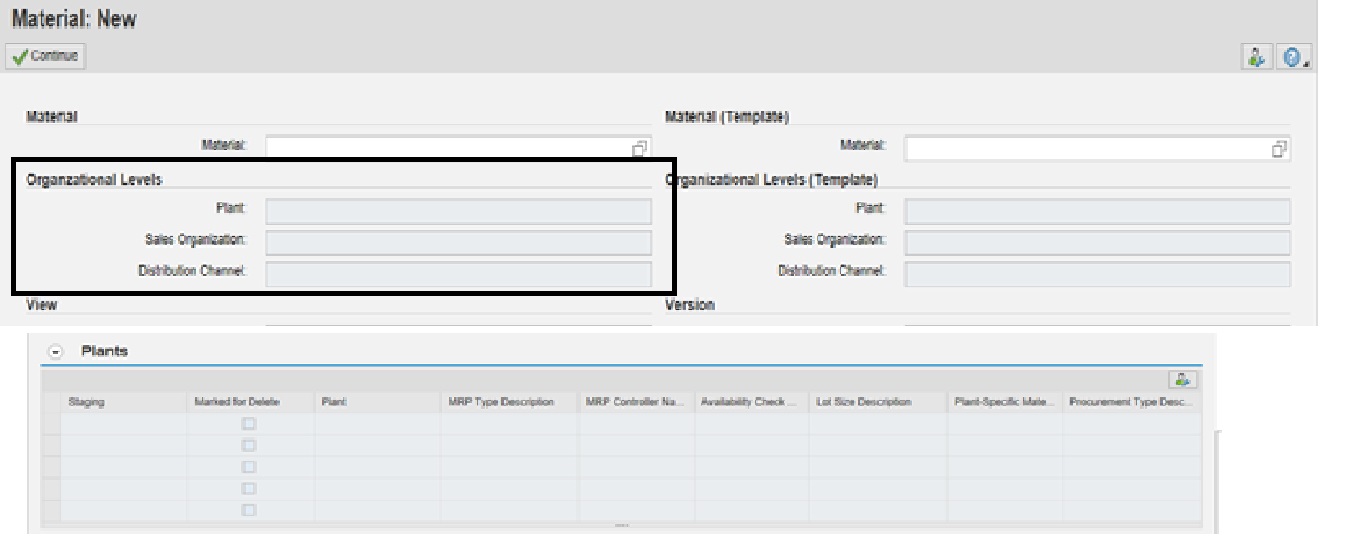 Material: New
Continue
Material
Material (Template)
Material:
Material:
Organzational Levels
Organizational Levels (Template)
Plant:
Plant:
Sales Organization:
Sales Organization:
Distribution Channel:
Distribution Channel:
View
Version
Plants
Staging
Marked for Delete
Plant
MRP Type Description
MRP Controller Na...
Availability Check ...
Lot Size Description
Plant-Specific Mate...
Procurement Type Desc...